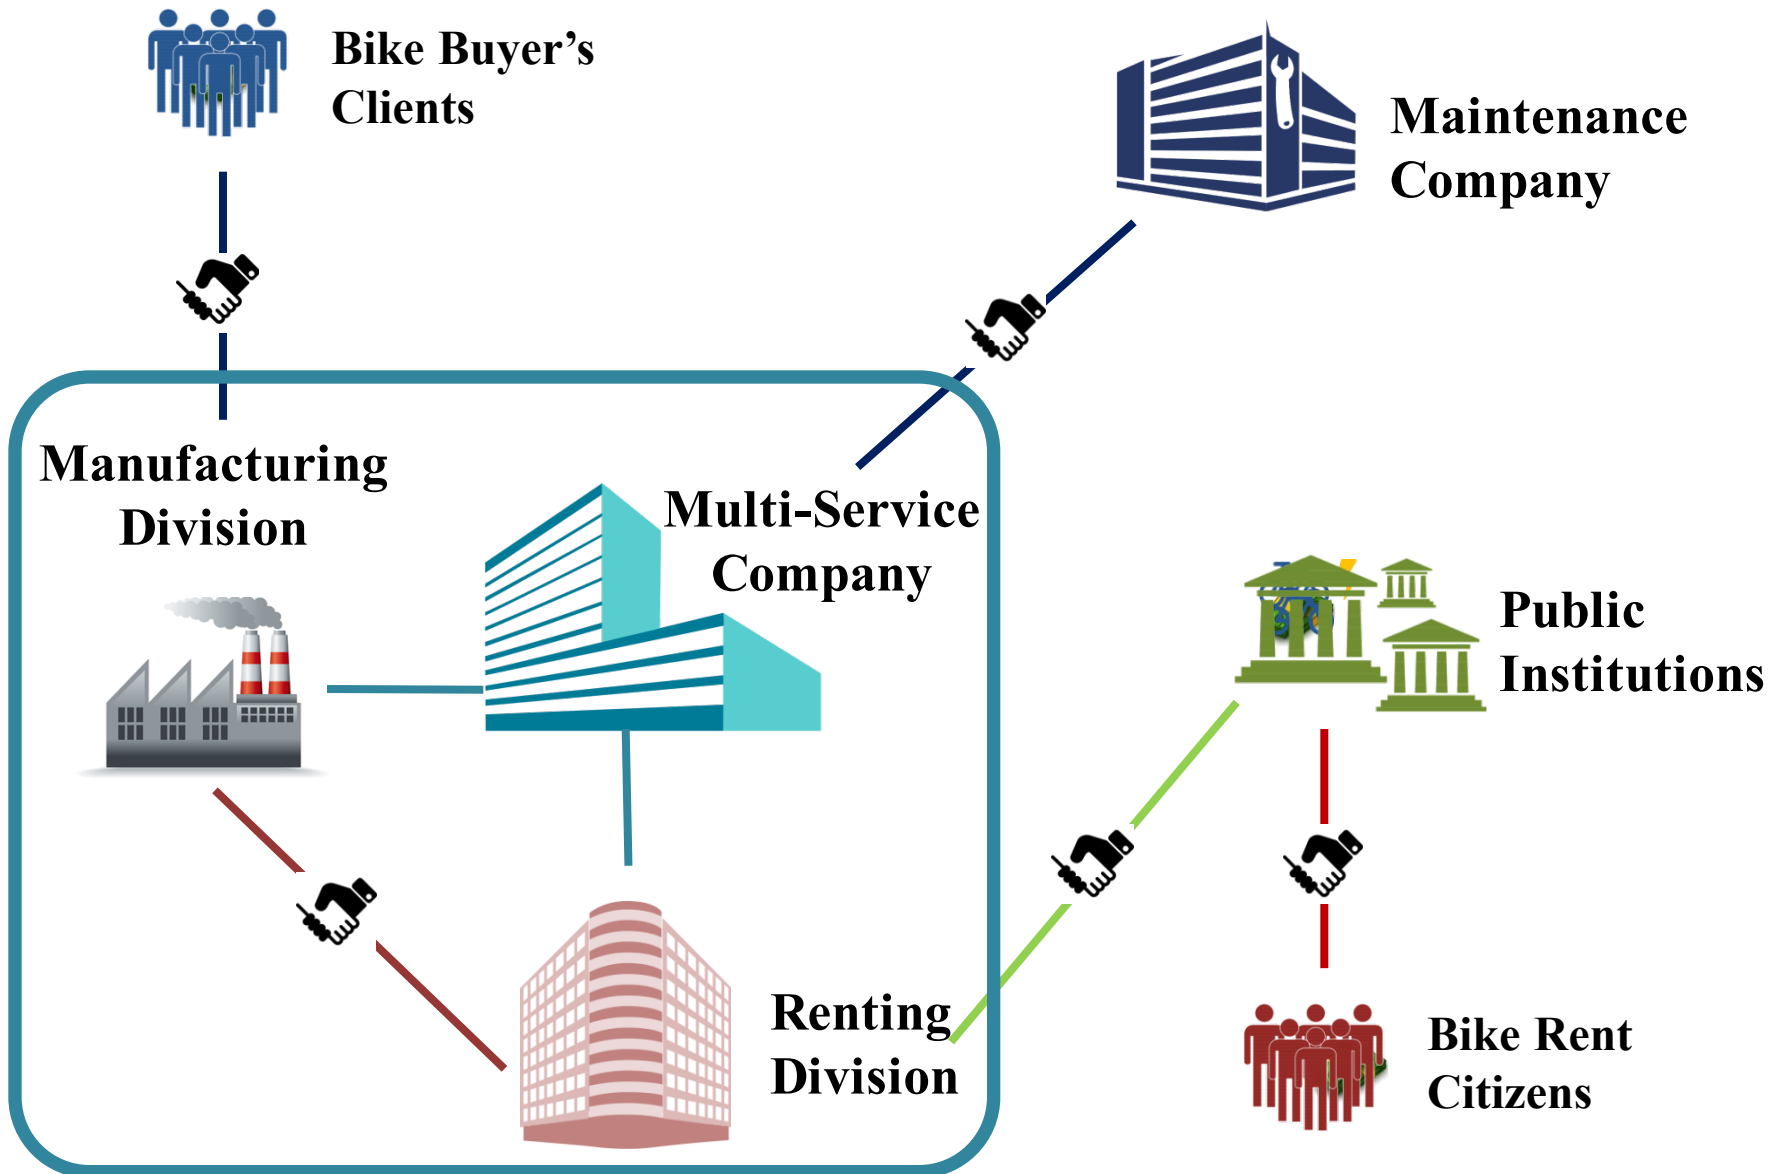 Bike Buyer’s
Clients
Maintenance
Company
Manufacturing
Division
Multi-Service
Company
Public
Institutions
Renting
Division
Bike Rent
Citizens